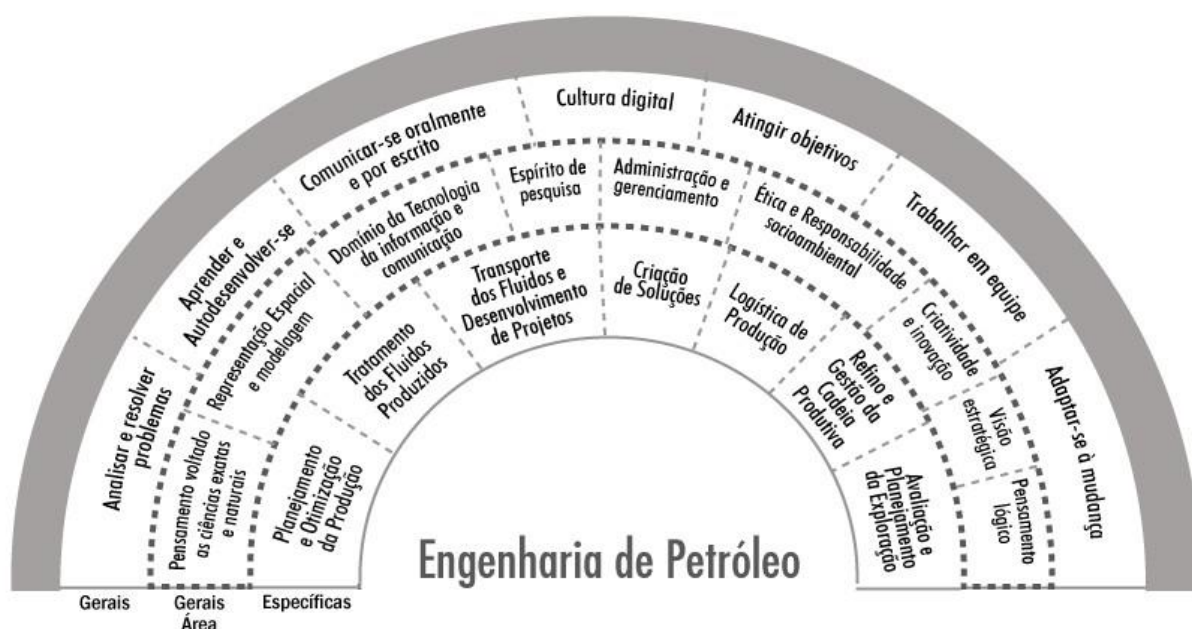 Analisar e resolver
problemas
Aprender e
Autodesenvolver-se
Comunicar-se oralmente
e por escrito
Cultura digital
Atingir objetivos
Trabalhar em equipe
Adaptar-se à mudança
Pensamento voltado
as ciências exatas
e naturais
Representação Espacial
e modelagem
Domínio da Tecnologia
da informação e
comunicação
Espírito de
pesquisa
Administração e
gerenciamento
Ética e Responsabilidade
socioambiental
Criatividade
e inovação
Visão
estratégica
Pensamento
lógico
Planejamento
e Otimização
da Produção
Tratamento
dos Fluidos
Produzidos
Transporte
dos Fluidos e
Desenvolvimento
de Projetos
Criação
de Soluções
Logística de
Produção
Refino e
Gestão da
Cadeia
Produtiva
Avaliação e
Planejamento
da Exploração
Engenharia de Petróleo
Gerais
Gerais
Área
Específicas